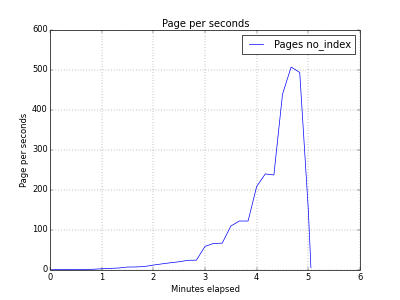 Page per seconds
Pages no_index
600
500
400
300
200
100
0
Page per seconds
0 1 2 3 4 5 6
Minutes elapsed